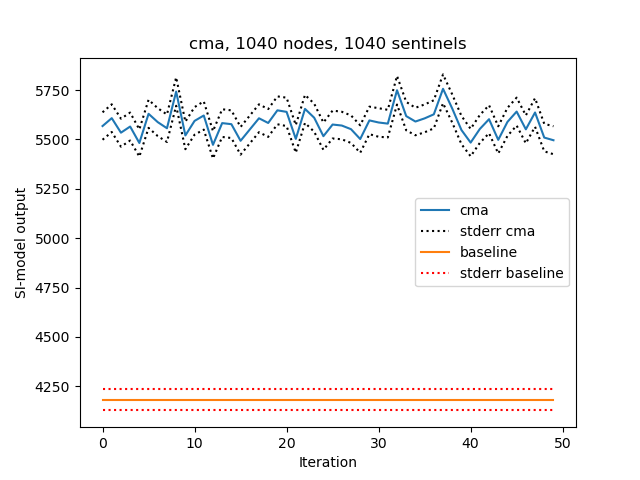 cma, 1040 nodes, 1040 sentinels
SI-model output
5750
5500
5250
5000
4750
4500
4250
cma
stderr cma
baseline
stderr baseline
0 10 20 30 40 50
Iteration